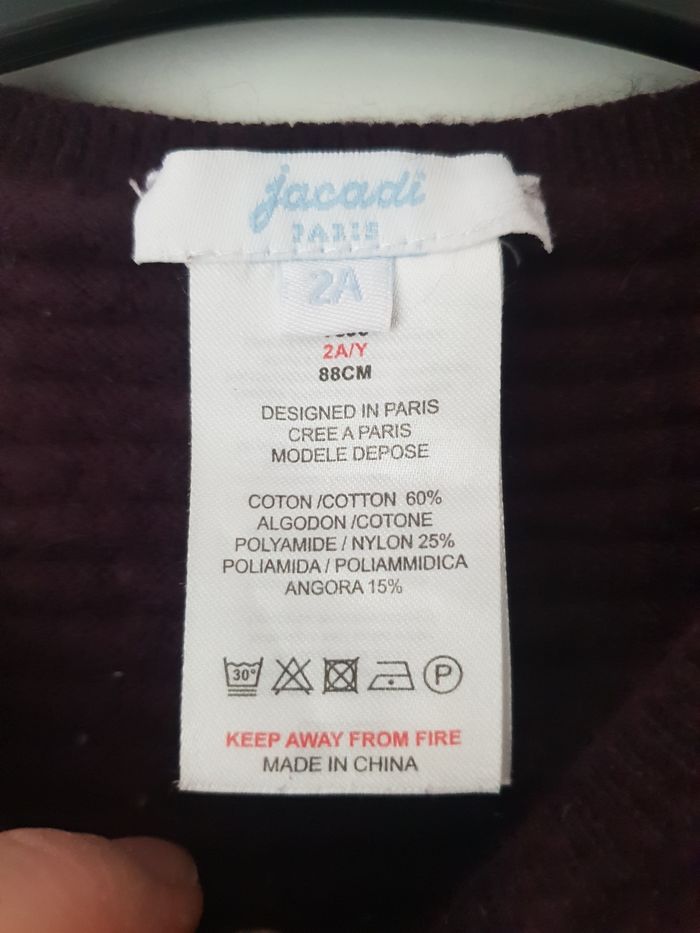 jacadi
PARIS
2A
2A/Y
88CM
DESIGNED IN PARIS
CREE A PARIS
MODELE DEPOSE
COTON /COTTON 60%
ALGODON /COTONE
POLYAMIDE / NYLON 25%
POLIAMIDA / POLIAMMIDICA
ANGORA 15%
30°
P
KEEP AWAY FROM FIRE
MADE IN CHINA